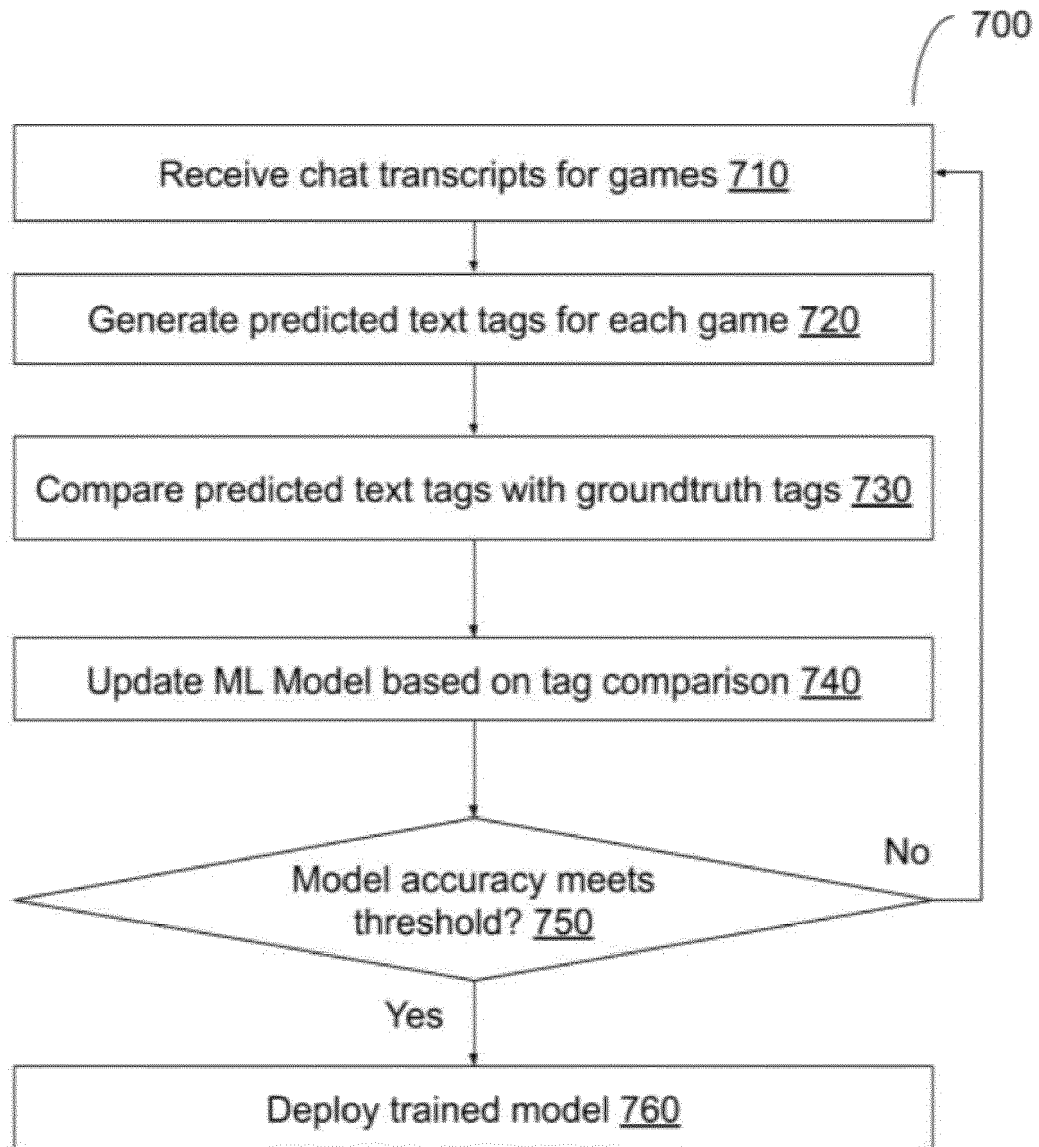 700
Receive chat transcripts for games 710
Generate predicted text tags for each game 720
Compare predicted text tags with groundtruth tags 730
Update ML Model based on tag comparison 740
Model accuracy meets
threshold? 750
No
Yes
Deploy trained model 760